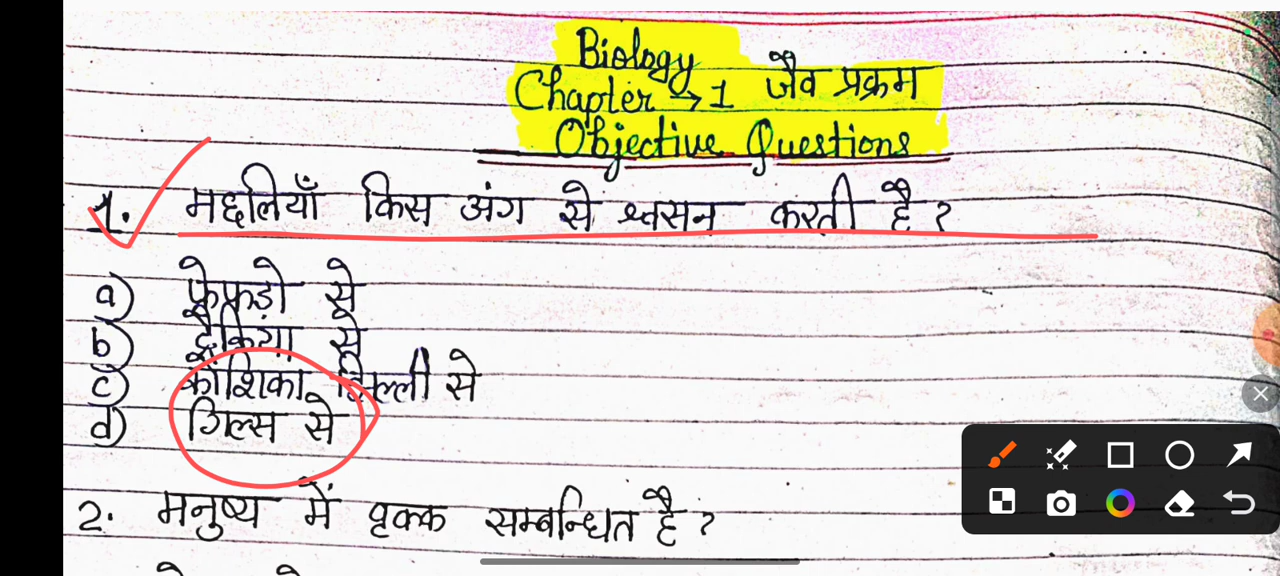 Biology
Chapter → 1 जैव प्रक्रम
Objective Questions
1. मछलियाँ किस अंग से श्वसन करती है?
a) फ़ेफड़ो से
b) ट्रैकिया से
c) कोशिका झिल्ली से
d) गिल्स से
2. मनुष्य में वृक्क सम्बन्धित है?